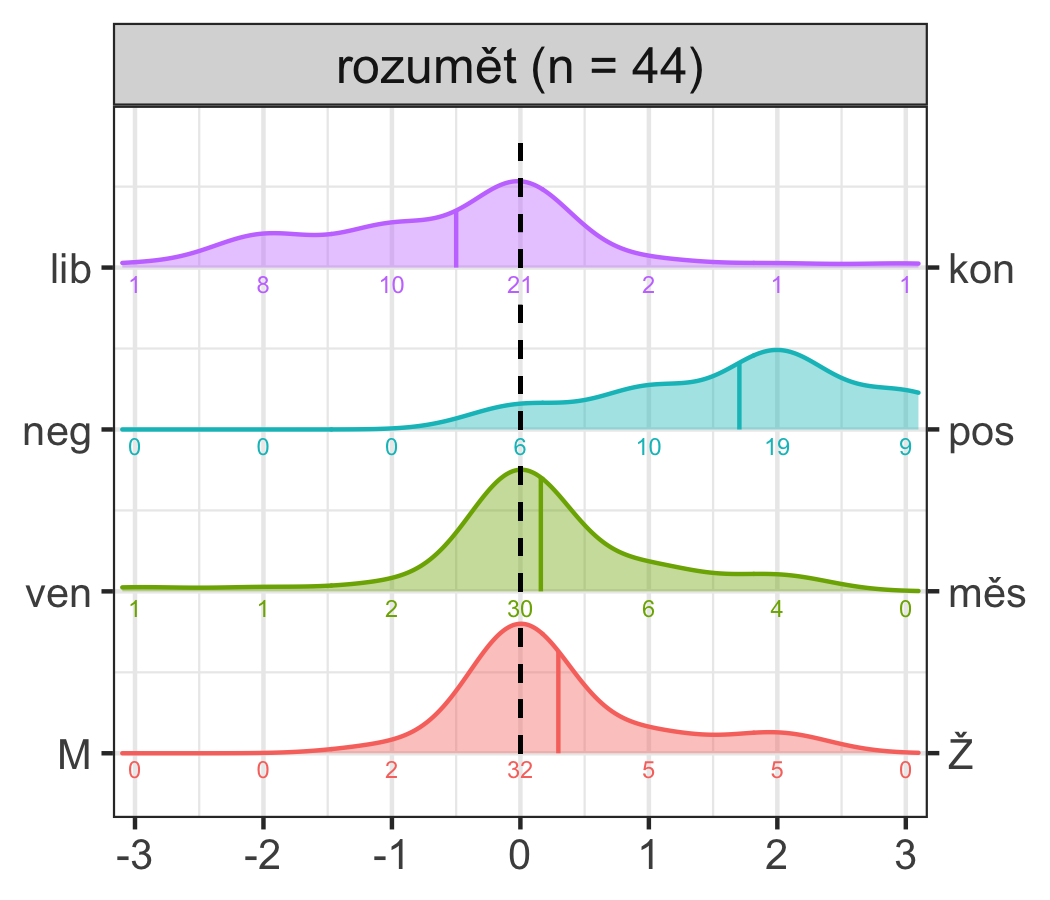 rozumět (n = 44)
lib kon
1 8 10 21 2 1 1
neg pos
0 0 0 6 10 19 9
ven měs
1 1 2 30 6 4 0
M Ž
0 0 2 32 5 5 0
-3 -2 -1 0 1 2 3